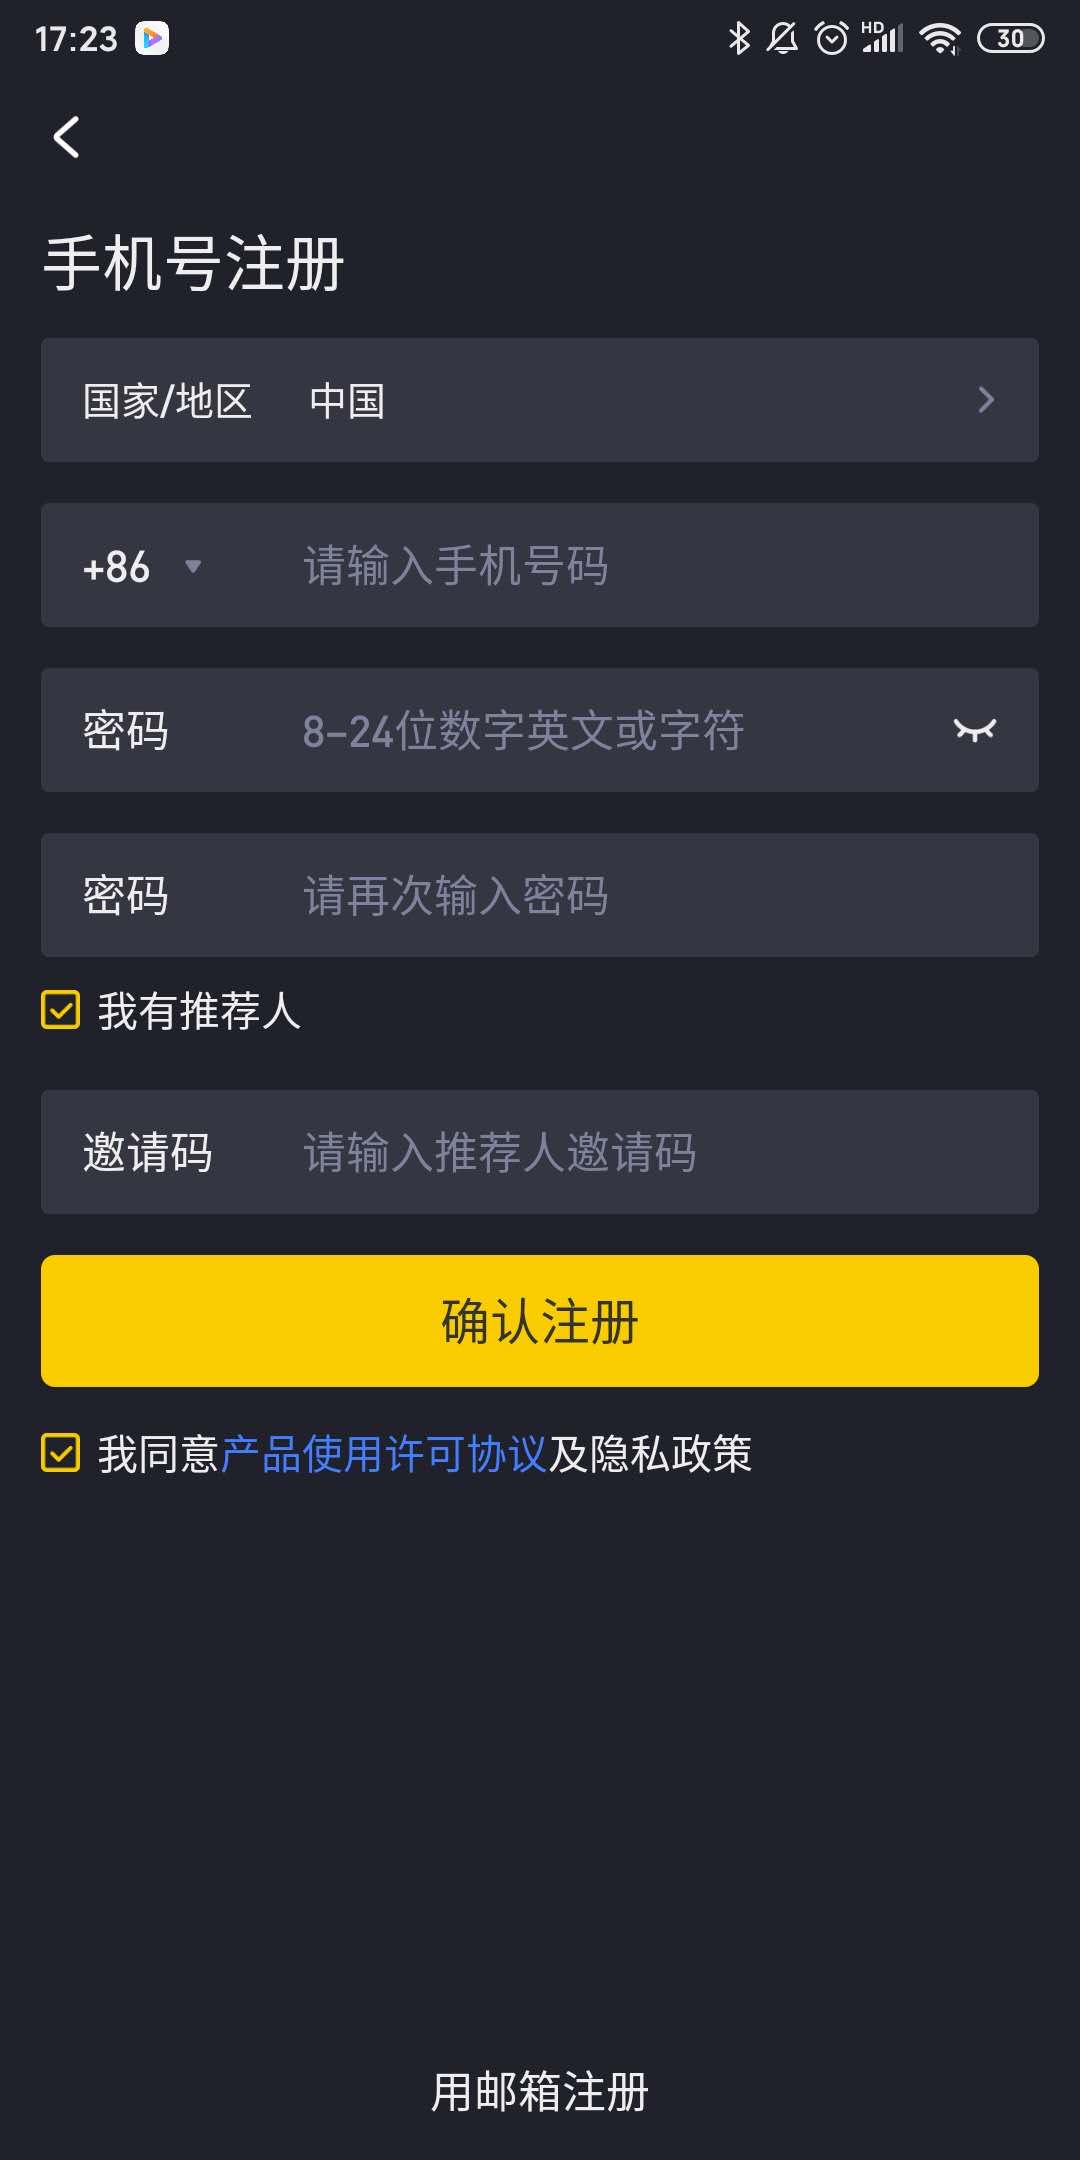 17:23 HD 30
手机号注册
国家/地区 中国
+86 请输入手机号码
密码 8-24位数字英文或字符
密码 请再次输入密码
我有推荐人
邀请码 请输入推荐人邀请码
确认注册
我同意产品使用许可协议及隐私政策
用邮箱注册